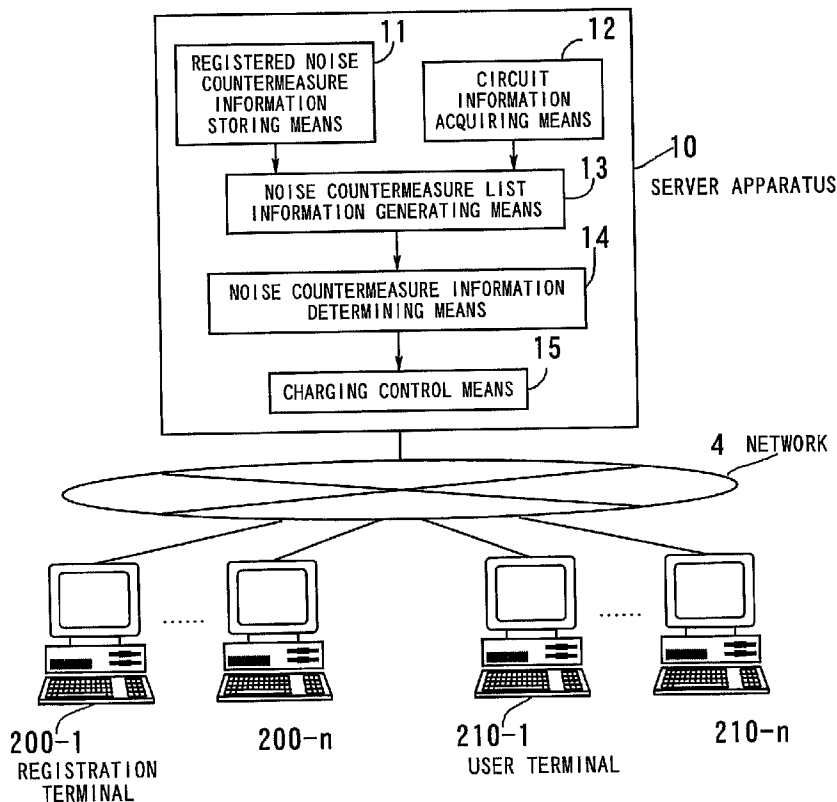 11
REGISTERED NOISE
COUNTERMEASURE
INFORMATION
STORING MEANS
12
CIRCUIT
INFORMATION
ACQUIRING MEANS
10
SERVER APPARATUS
13
NOISE COUNTERMEASURE LIST
INFORMATION GENERATING MEANS
14
NOISE COUNTERMEASURE INFORMATION
DETERMINING MEANS
15
CHARGING CONTROL MEANS
4 NETWORK
......
......
200-1
REGISTRATION
TERMINAL
200-n
210-1
USER TERMINAL
210-n